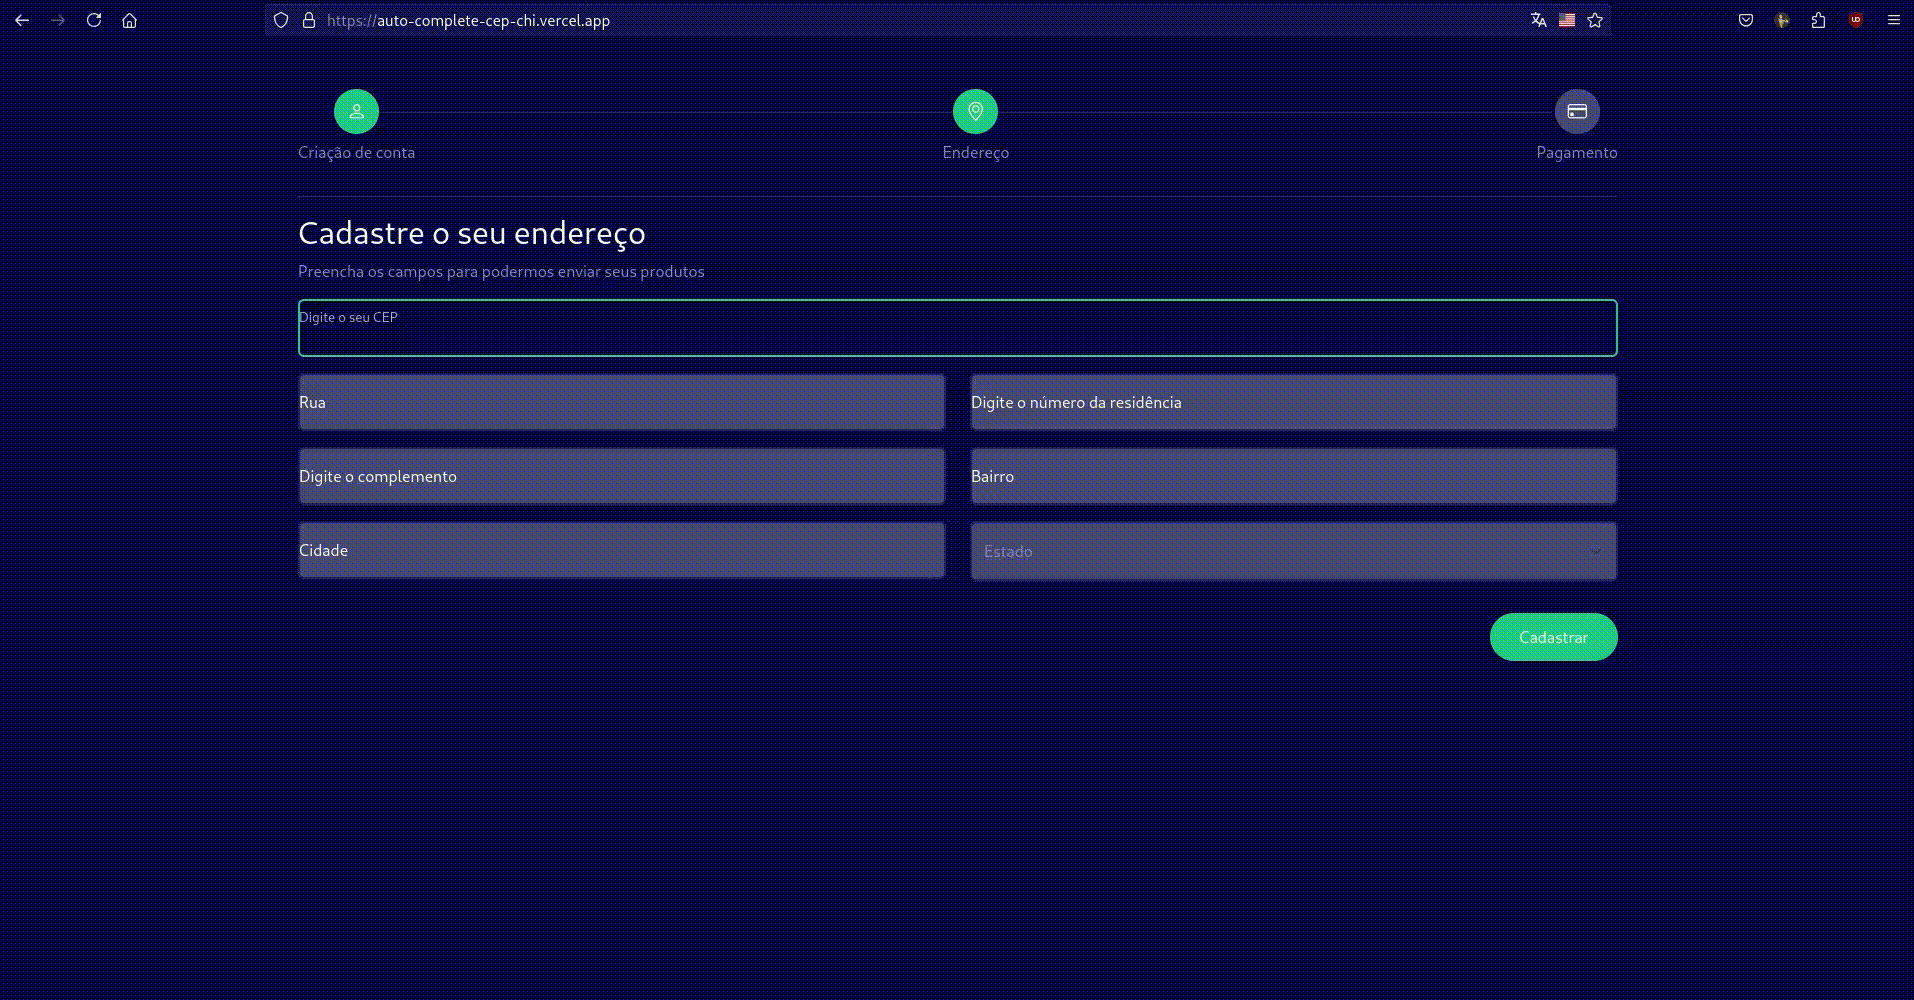 https://auto-complete-cep-chi.vercel.app
Criação de conta
Endereço
Pagamento
Cadastre o seu endereço
Preencha os campos para podermos enviar seus produtos
Digite o seu CEP
Rua
Digite o número da residência
Digite o complemento
Bairro
Cidade
Estado
Cadastrar